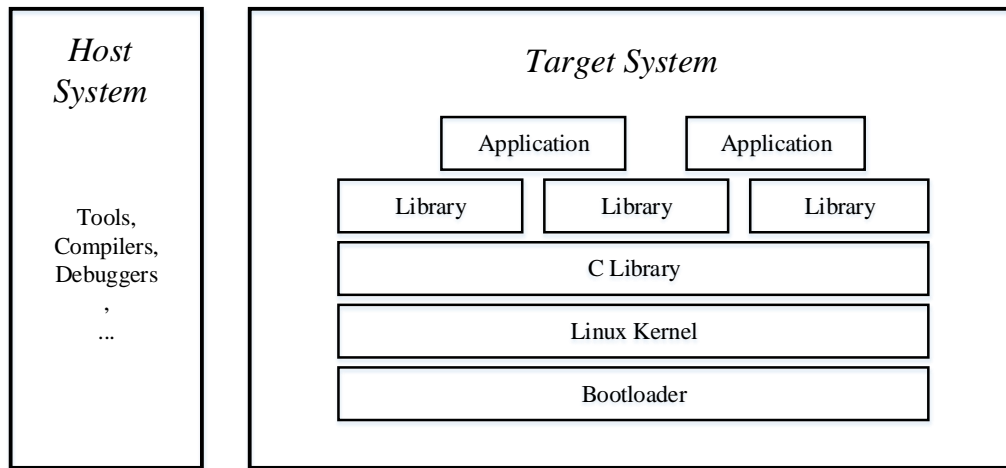 Host
System
Tools,
Compilers,
Debuggers
,
...
Target System
Application Application
Library Library Library
C Library
Linux Kernel
Bootloader